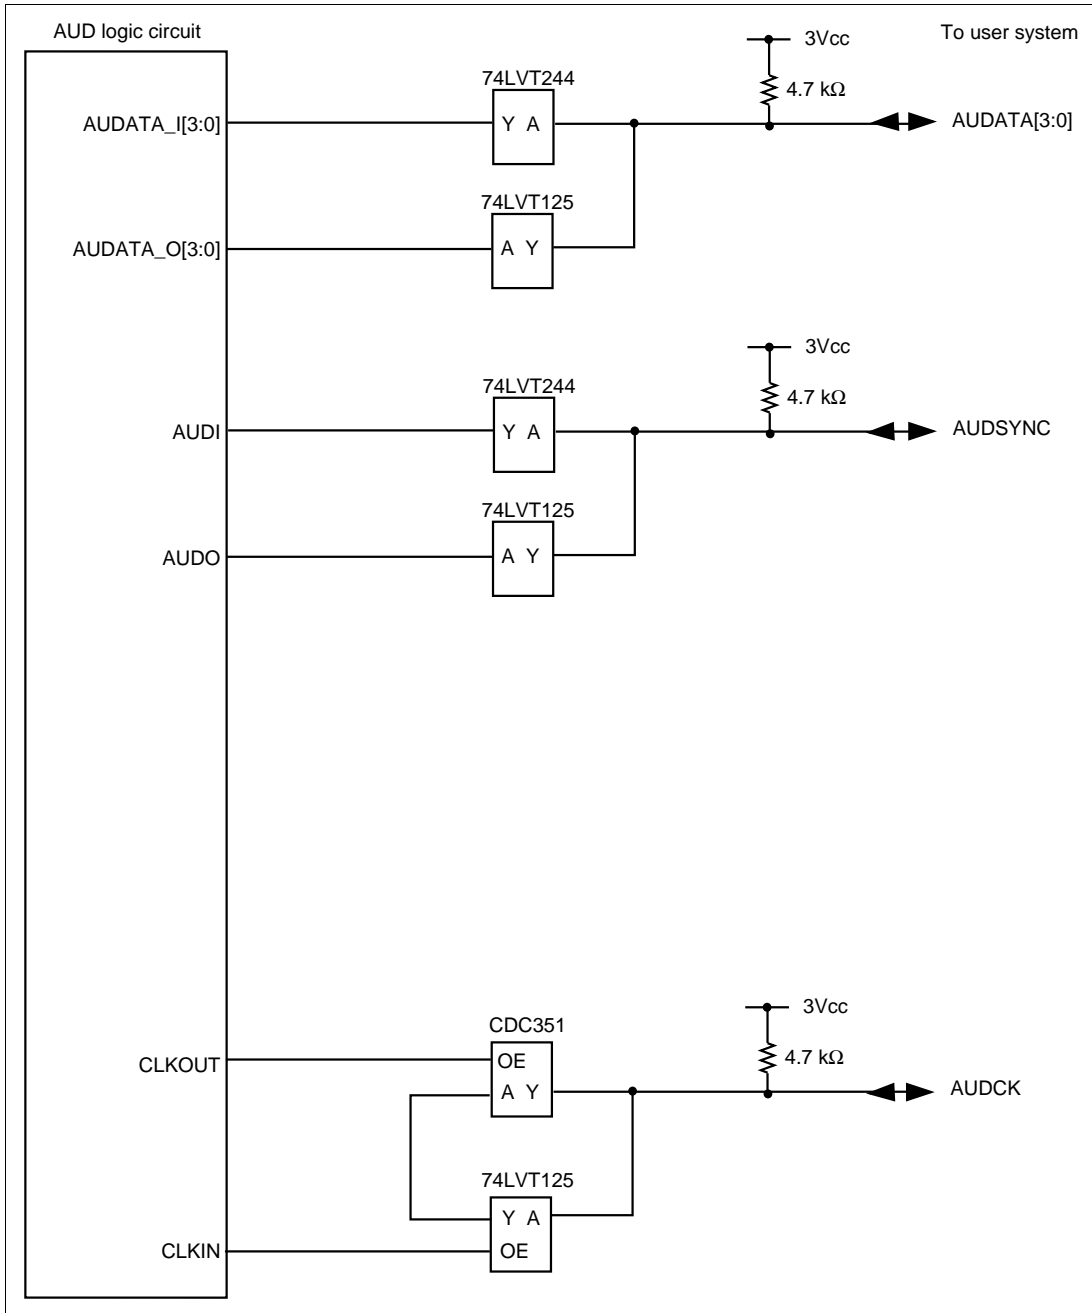 AUD logic circuit
To user system
3Vcc
4.7 kΩ
74LVT244
AUDATA_I[3:0]
Y A
AUDATA[3:0]
74LVT125
AUDATA_O[3:0]
A Y
3Vcc
4.7 kΩ
74LVT244
AUDI
Y A
AUDSYNC
74LVT125
AUDO
A Y
3Vcc
4.7 kΩ
CDC351
CLKOUT
OE
A Y
AUDCK
74LVT125
Y A
CLKIN
OE